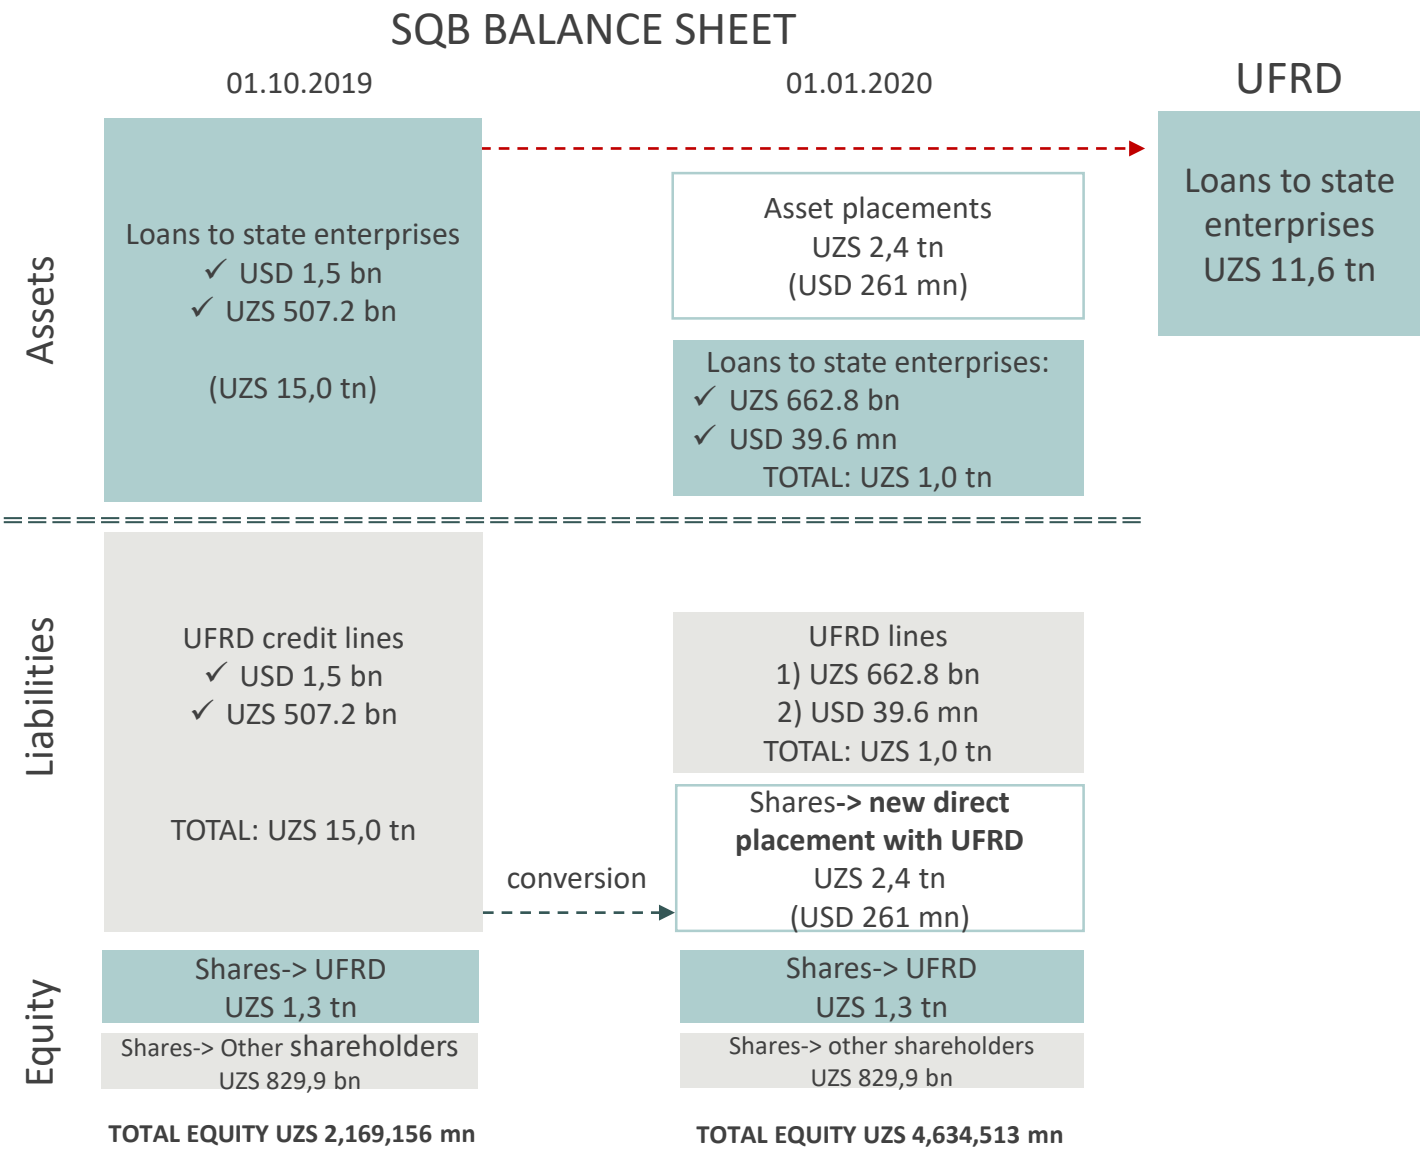 SQB BALANCE SHEET
01.10.2019
01.01.2020
UFRD
Assets
Loans to state enterprises
✓ USD 1,5 bn
✓ UZS 507.2 bn
(UZS 15,0 tn)
Asset placements
UZS 2,4 tn
(USD 261 mn)
Loans to state enterprises:
✓ UZS 662.8 bn
✓ USD 39.6 mn
TOTAL: UZS 1,0 tn
Loans to state
enterprises
UZS 11,6 tn
Liabilities
UFRD credit lines
✓ USD 1,5 bn
✓ UZS 507.2 bn
TOTAL: UZS 15,0 tn
conversion
UFRD lines
1) UZS 662.8 bn
2) USD 39.6 mn
TOTAL: UZS 1,0 tn
Shares-> new direct
placement with UFRD
UZS 2,4 tn
(USD 261 mn)
Equity
Shares-> UFRD
UZS 1,3 tn
Shares-> Other shareholders
UZS 829,9 bn
TOTAL EQUITY UZS 2,169,156 mn
Shares-> UFRD
UZS 1,3 tn
Shares-> other shareholders
UZS 829,9 bn
TOTAL EQUITY UZS 4,634,513 mn